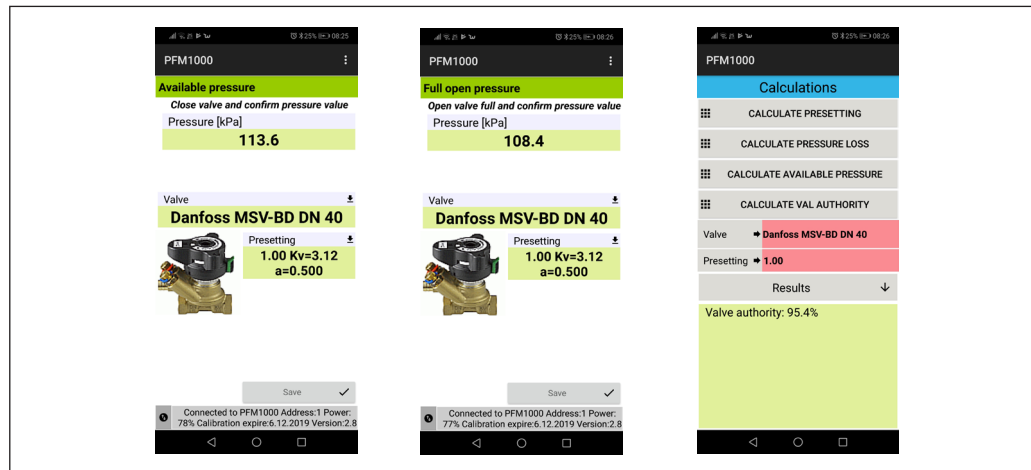 25% 08:25
PFM1000
Available pressure
Close valve and confirm pressure value
Pressure [kPa]
113.6
Valve
Danfoss MSV-BD DN 40
Presetting
1.00 Kv=3.12
a=0.500
Save
Connected to PFM1000 Address:1 Power:
78% Calibration expire:6.12.2019 Version:2.8
25% 08:26
PFM1000
Full open pressure
Open valve full and confirm pressure value
Pressure [kPa]
108.4
Valve
Danfoss MSV-BD DN 40
Presetting
1.00 Kv=3.12
a=0.500
Save
Connected to PFM1000 Address:1 Power:
77% Calibration expire:6.12.2019 Version:2.8
25% 08:26
PFM1000
Calculations
CALCULATE PRESETTING
CALCULATE PRESSURE LOSS
CALCULATE AVAILABLE PRESSURE
CALCULATE VAL AUTHORITY
Valve Danfoss MSV-BD DN 40
Presetting 1.00
Results
Valve authority: 95.4%